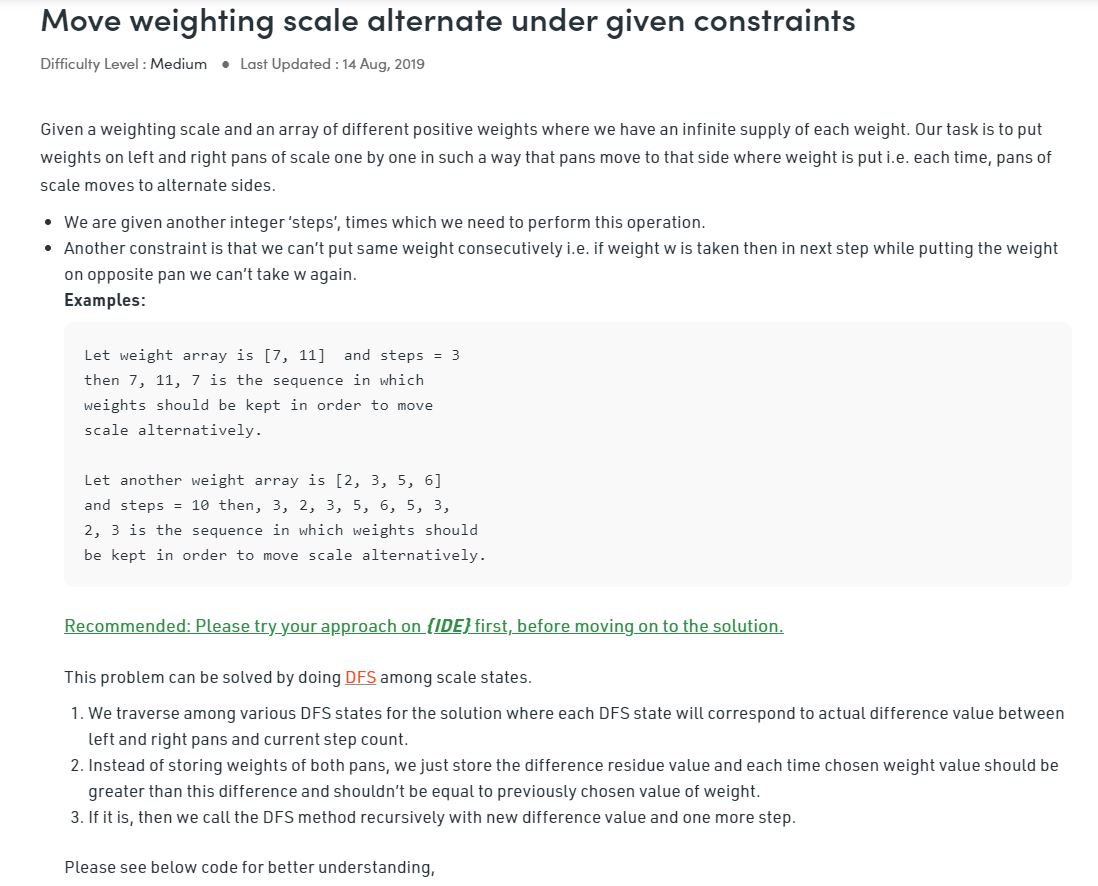 Move weighting scale alternate under given constraints
Difficulty Level : Medium • Last Updated : 14 Aug, 2019
Given a weighting scale and an array of different positive weights where we have an infinite supply of each weight. Our task is to put
weights on left and right pans of scale one by one in such a way that pans move to that side where weight is put i.e. each time, pans of
scale moves to alternate sides.
• We are given another integer ‘steps’, times which we need to perform this operation.
• Another constraint is that we can’t put same weight consecutively i.e. if weight w is taken then in next step while putting the weight
on opposite pan we can’t take w again.
Examples:
Let weight array is [7, 11] and steps = 3
then 7, 11, 7 is the sequence in which
weights should be kept in order to move
scale alternatively.
Let another weight array is [2, 3, 5, 6]
and steps = 10 then, 3, 2, 3, 5, 6, 5, 3,
2, 3 is the sequence in which weights should
be kept in order to move scale alternatively.
Recommended: Please try your approach on {IDE} first, before moving on to the solution.
This problem can be solved by doing DFS among scale states.
1. We traverse among various DFS states for the solution where each DFS state will correspond to actual difference value between
left and right pans and current step count.
2. Instead of storing weights of both pans, we just store the difference residue value and each time chosen weight value should be
greater than this difference and shouldn’t be equal to previously chosen value of weight.
3. If it is, then we call the DFS method recursively with new difference value and one more step.
Please see below code for better understanding,